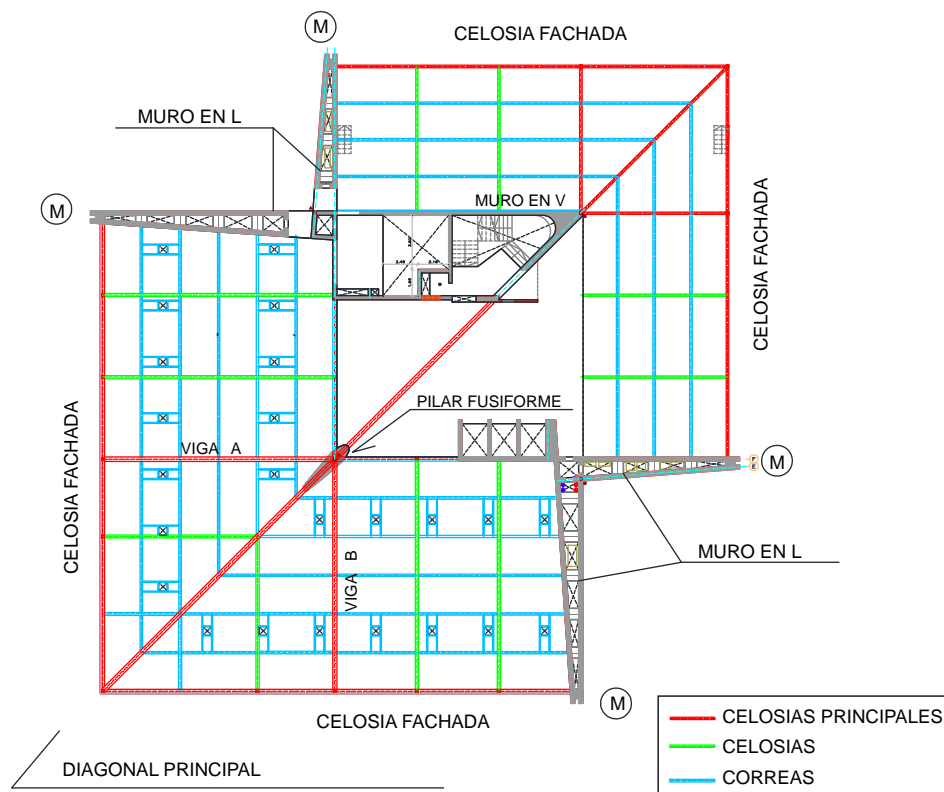 M
CELOSIA FACHADA
MURO EN L
M
MURO EN V
CELOSIA FACHADA
PILAR FUSIFORME
VIGA A
M
CELOSIA FACHADA
MURO EN L
VIGA B
M
CELOSIA FACHADA
CELOSIAS PRINCIPALES
CELOSIAS
CORREAS
DIAGONAL PRINCIPAL